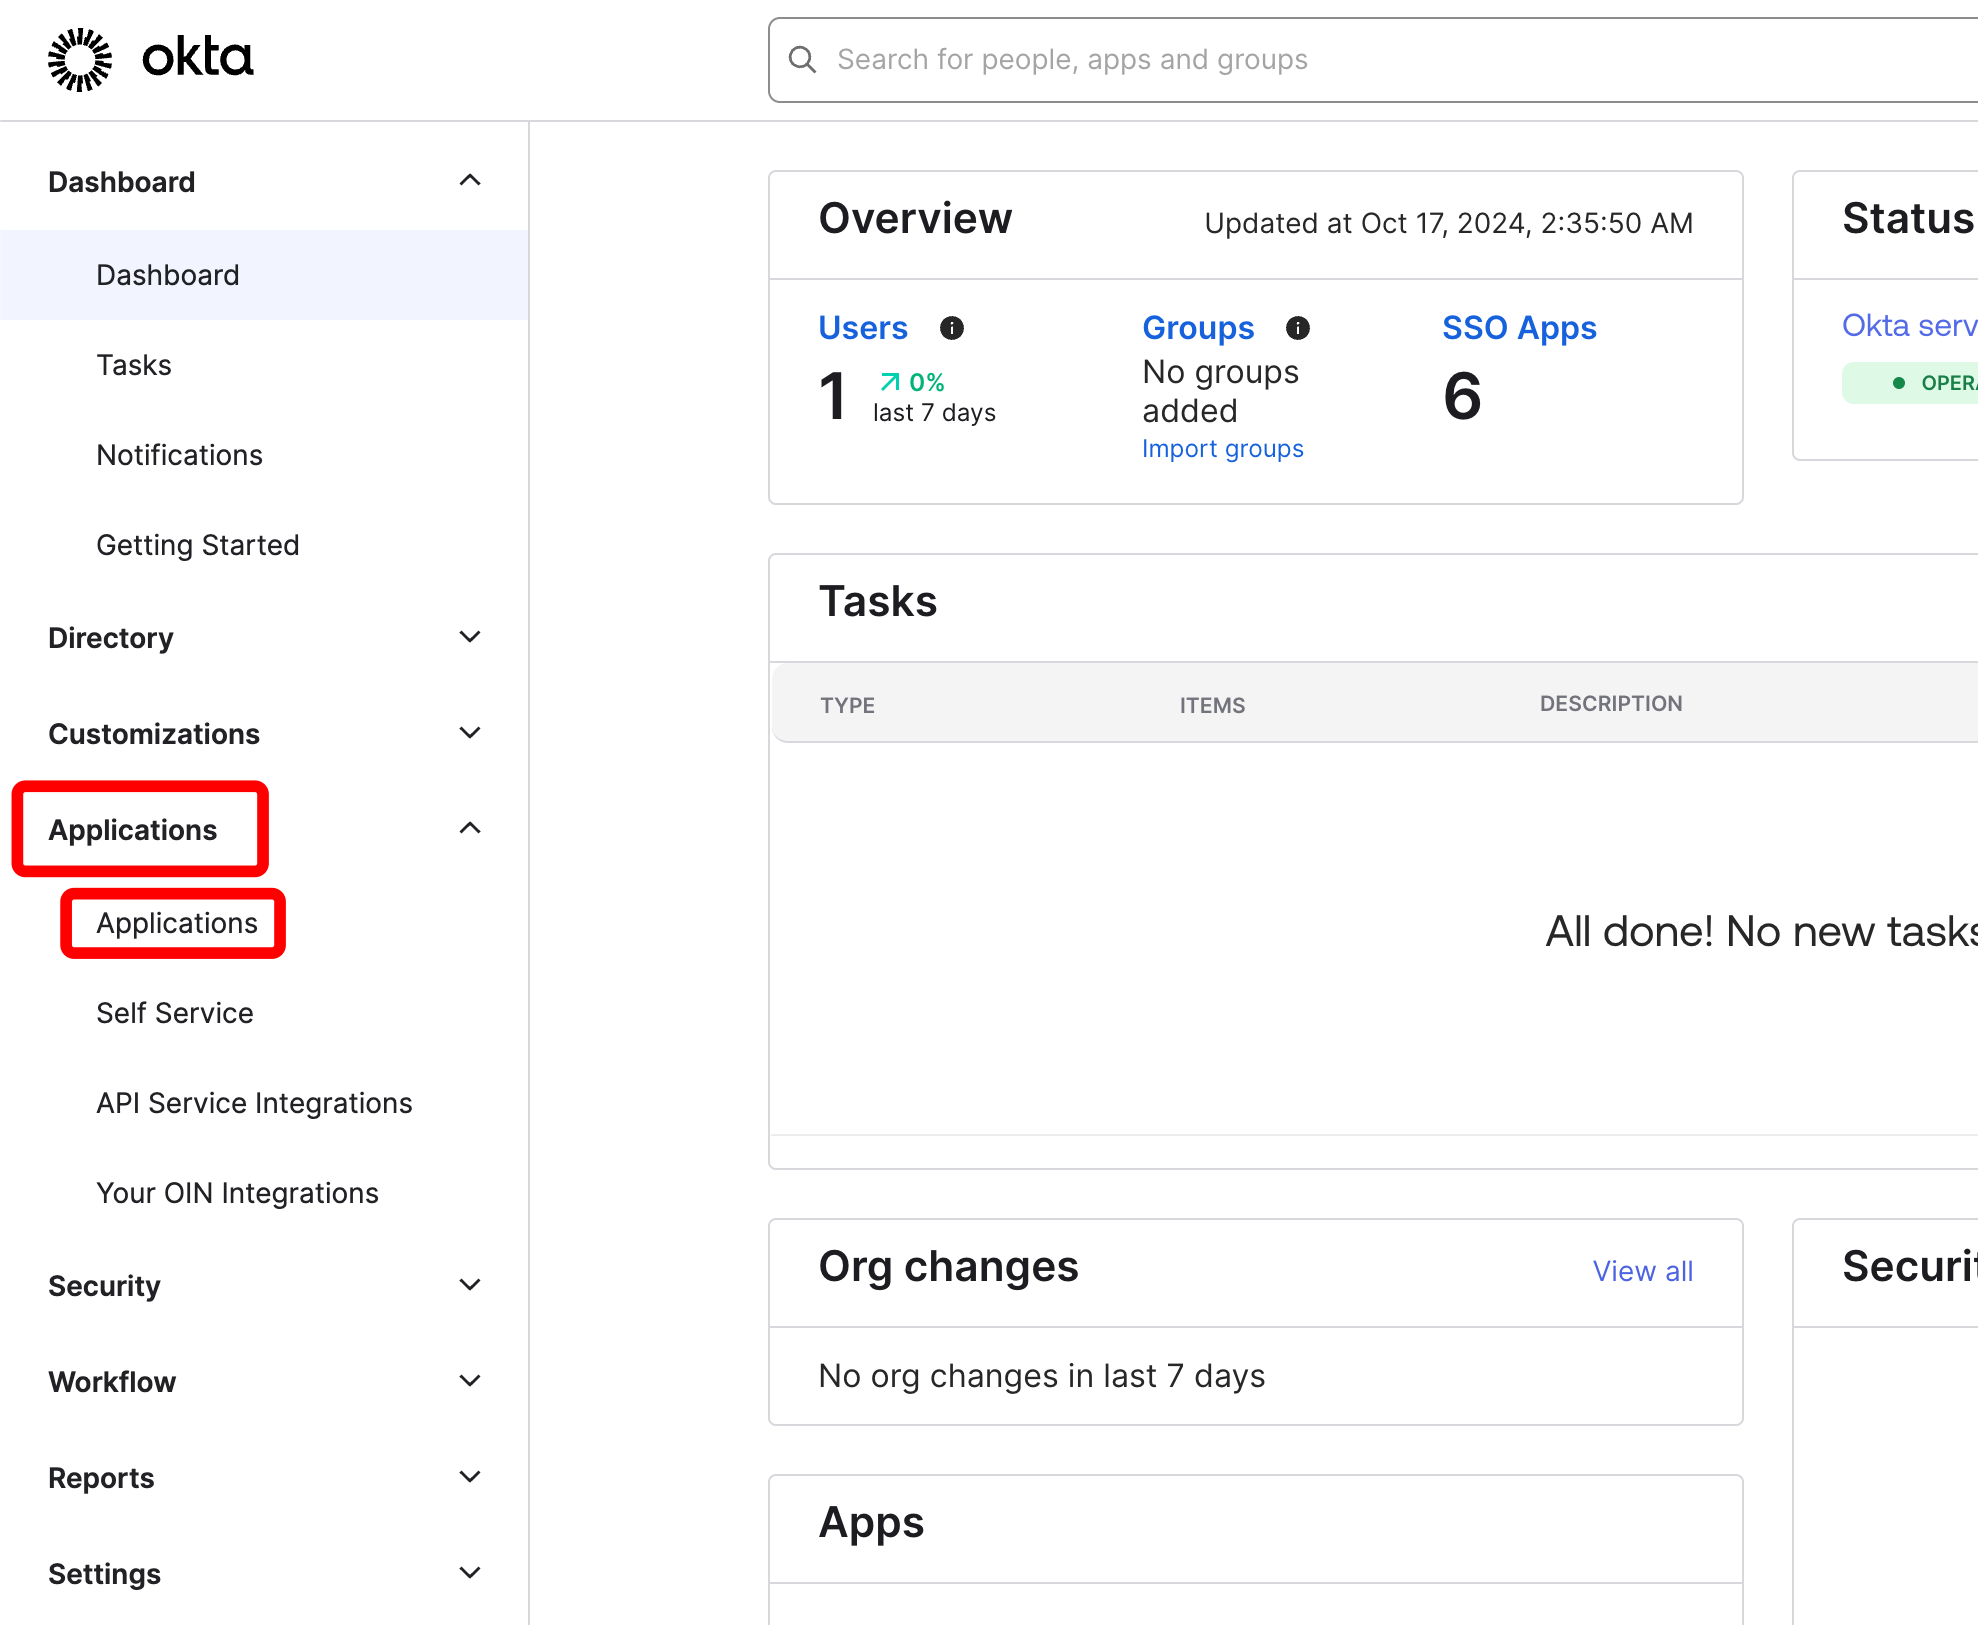 okta
Search for people, apps and groups
Dashboard
Dashboard
Tasks
Notifications
Getting Started
Directory
Customizations
Applications
Applications
Self Service
API Service Integrations
Your OIN Integrations
Security
Workflow
Reports
Settings
Overview
Updated at Oct 17, 2024, 2:35:50 AM
Users
1
0%
last 7 days
Groups
No groups
added
Import groups
SSO Apps
6
Status
Okta serv
OPERA
Tasks
TYPE ITEMS DESCRIPTION
All done! No new tasks
Org changes
View all
No org changes in last 7 days
Securit
Apps